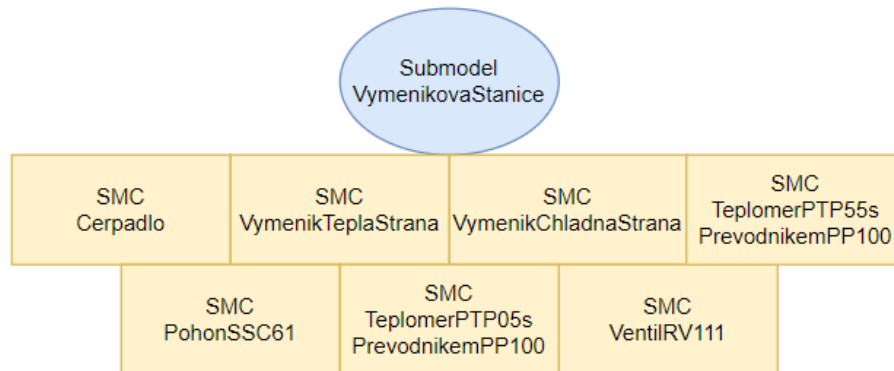 Submodel
VymenikovaStanice
SMC
Cerpadlo
SMC
VymenikTeplaStrana
SMC
VymenikChladnaStrana
SMC
TeplomerPTP55s
PrevodnikemPP100
SMC
PohonSSC61
SMC
TeplomerPTP05s
PrevodnikemPP100
SMC
VentilRV111